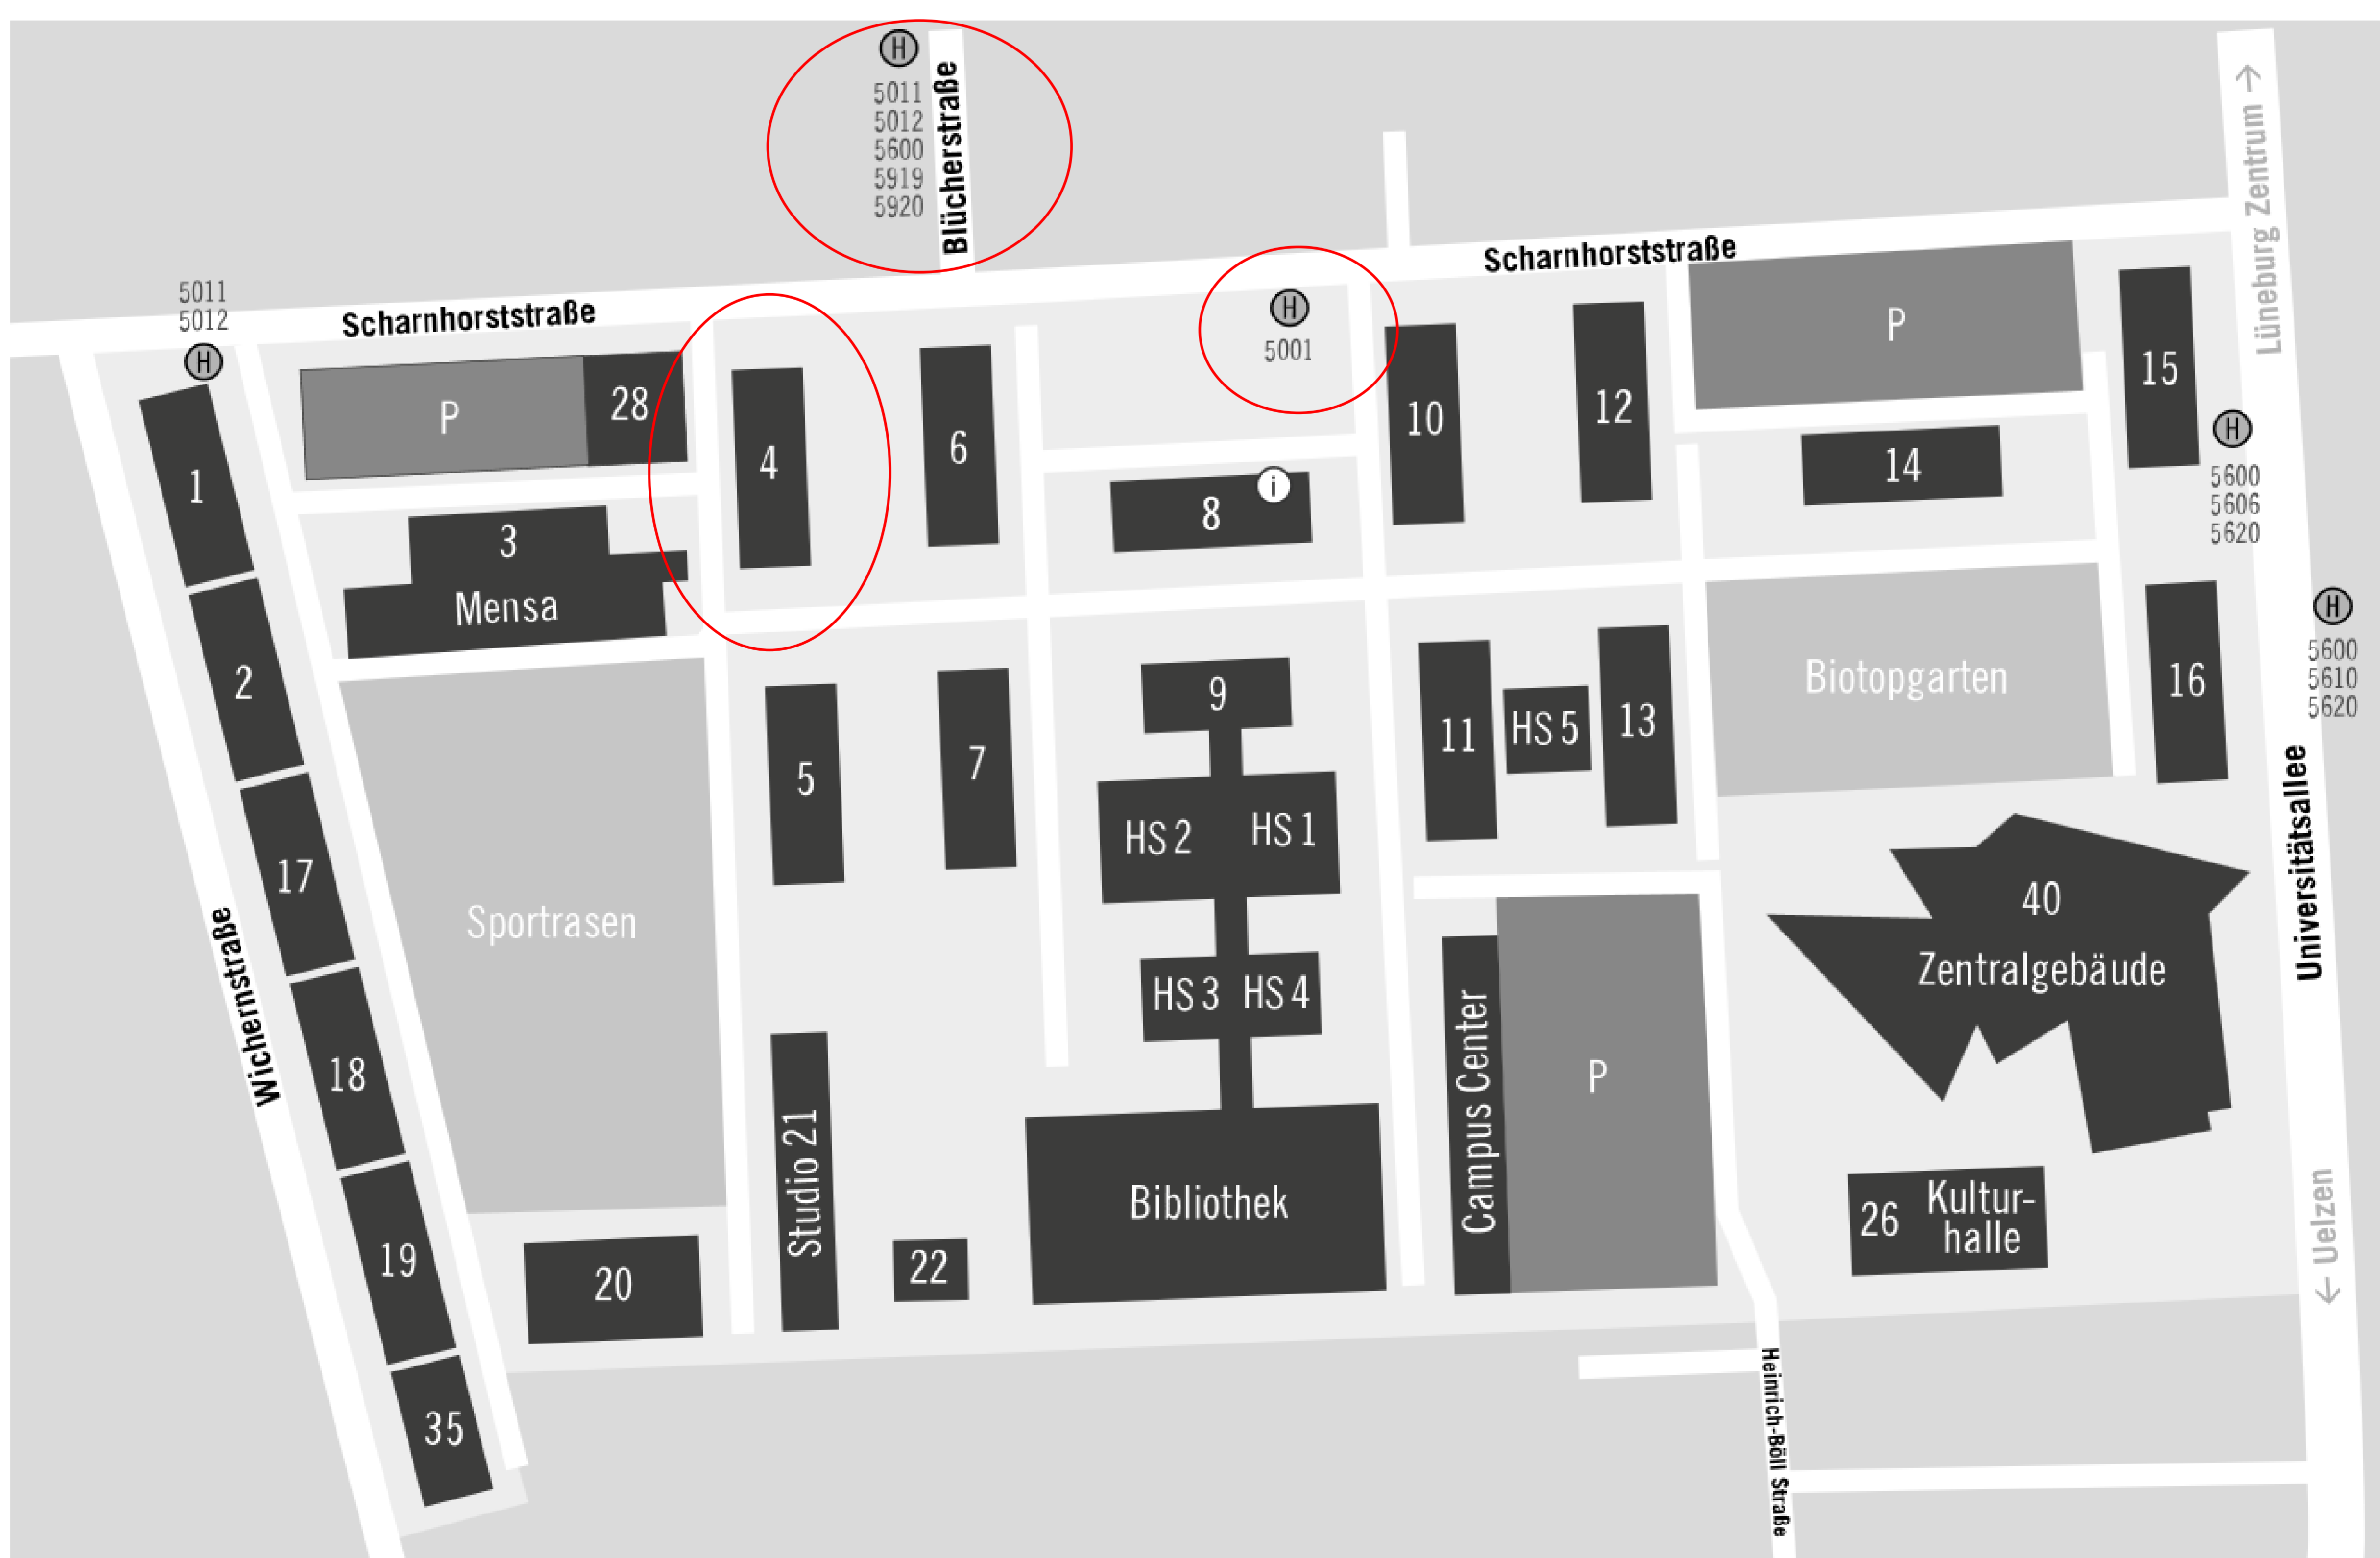 H
5011
5012
5600
5919
5920
Blücherstraße
Lüneburg Zentrum →
Scharnhorststraße
5011
5012
H
Scharnhorststraße
H
5001
P
28
4
6
10
12
P
15
H
5600
5606
5620
1
3
Mensa
8
i
14
H
5600
5610
5620
2
5
7
9
11
HS 5
13
Biotopgarten
16
Universitätsallee
HS 2
HS 1
17
Sportrasen
40
Zentralgebäude
Wichernstraße
HS 3
HS 4
18
Campus Center
P
Studio 21
Bibliothek
26
Kultur-
halle
← Uelzen
19
20
22
35
Heinrich-Böll Straße